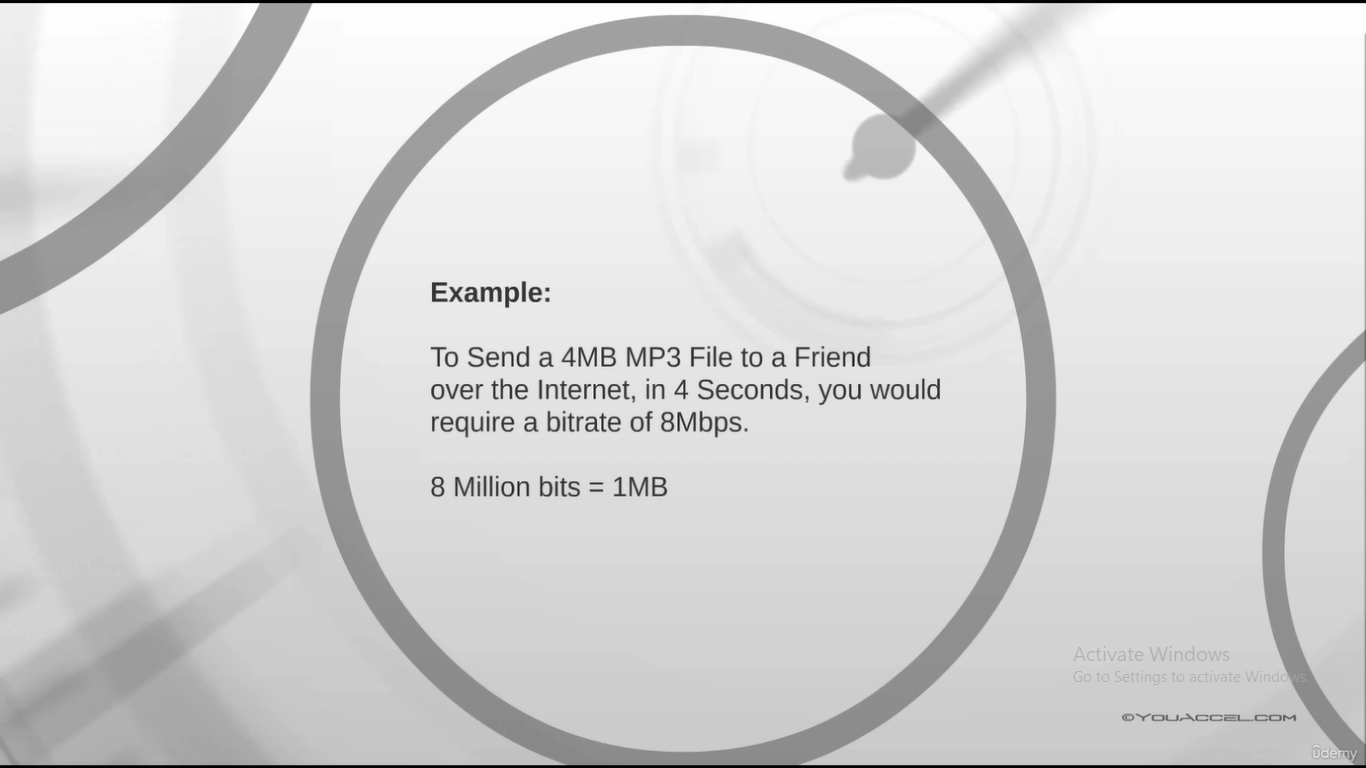 Example:
To Send a 4MB MP3 File to a Friend
over the Internet, in 4 Seconds, you would
require a bitrate of 8Mbps.
8 Million bits = 1MB
Activate Windows
Go to Settings to activate Windows.
©YOUACCEL.COM
ûdemy